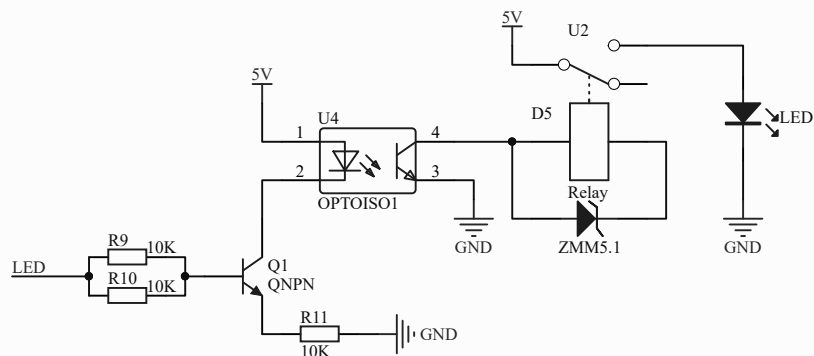 5V
U2
5V
U4
D5
1
4
LED
2
3
OPTOISO1
Relay
GND
ZMM5.1
GND
R9
10K
LED
R10
10K
Q1
QNPN
R11
10K
GND